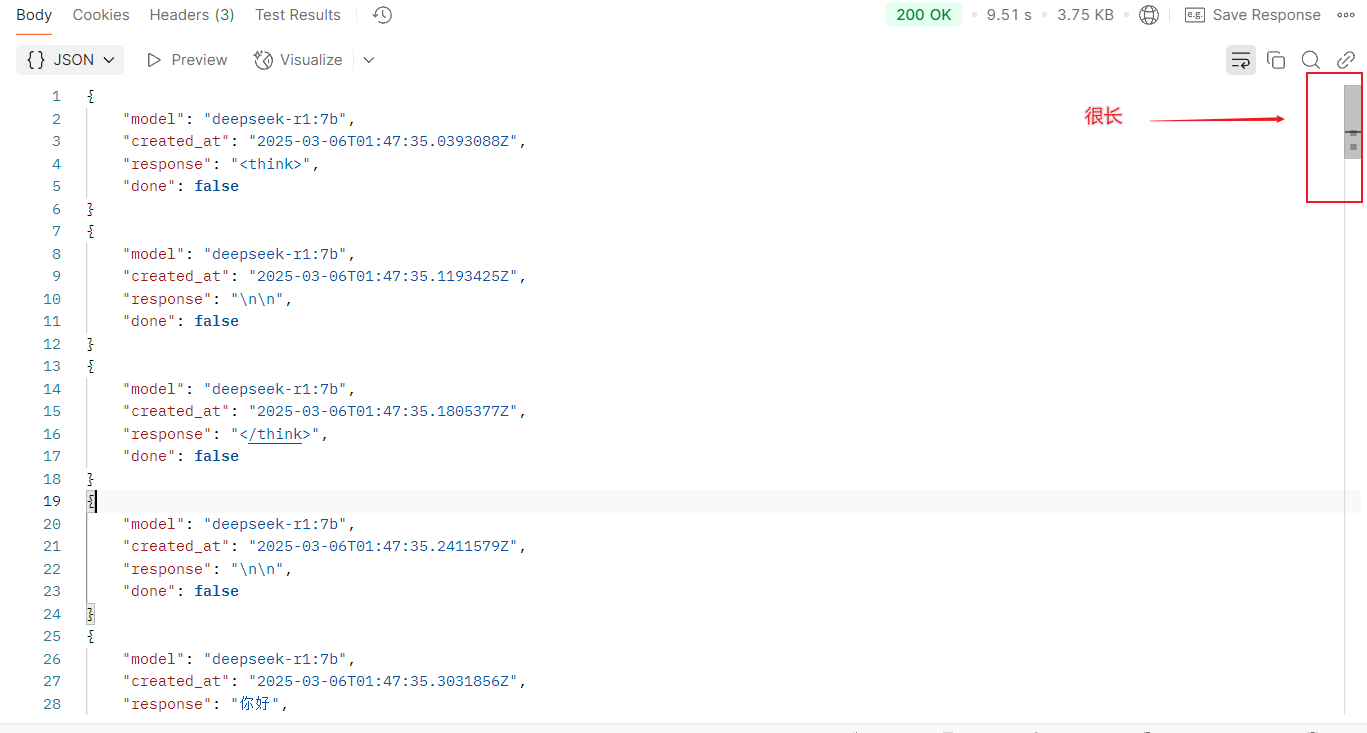 Body Cookies Headers (3) Test Results 200 OK 9.51 s 3.75 KB e.g. Save Response
{} JSON Preview Visualize
1 {
2 "model": "deepseek-r1:7b",
3 "created_at": "2025-03-06T01:47:35.0393088Z",
很长
4 "response": "<think>",
5 "done": false
6 }
7 {
8 "model": "deepseek-r1:7b",
9 "created_at": "2025-03-06T01:47:35.1193425Z",
10 "response": "\n\n",
11 "done": false
12 }
13 {
14 "model": "deepseek-r1:7b",
15 "created_at": "2025-03-06T01:47:35.1805377Z",
16 "response": "</think>",
17 "done": false
18 }
19 {
20 "model": "deepseek-r1:7b",
21 "created_at": "2025-03-06T01:47:35.2411579Z",
22 "response": "\n\n",
23 "done": false
24 }
25 {
26 "model": "deepseek-r1:7b",
27 "created_at": "2025-03-06T01:47:35.3031856Z",
28 "response": "你好",